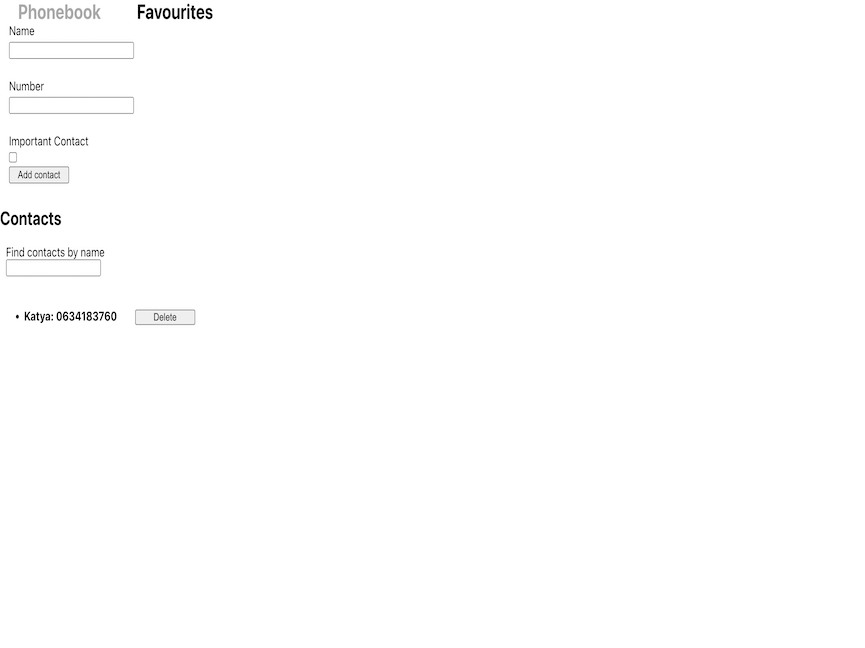 Phonebook Favourites
Name
Number
Important Contact
Add contact
Contacts
Find contacts by name
• Katya: 0634183760 Delete